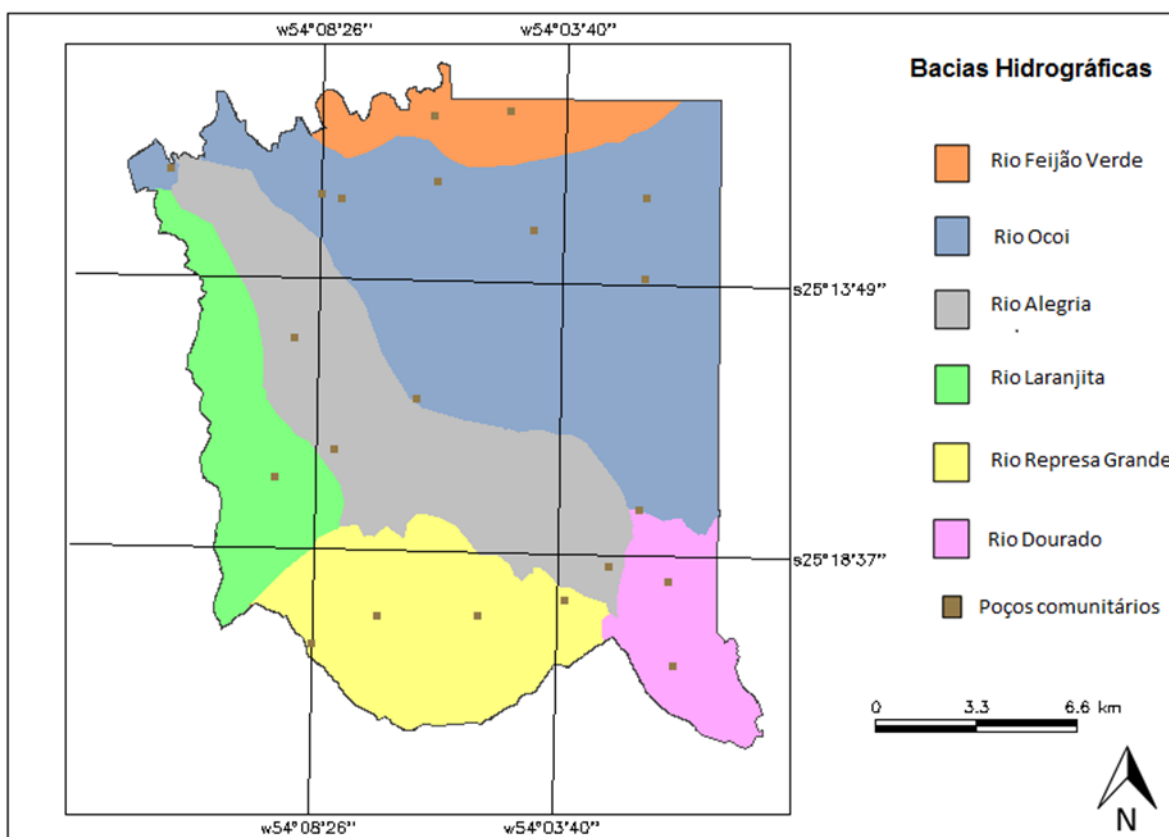 w54°08'26" w54°03'40"
Bacias Hidrográficas
Rio Feijão Verde
Rio Ocoi
s25°13'49"
Rio Alegria
Rio Laranjita
Rio Represa Grande
Rio Dourado
s25°18'37"
Poços comunitários
0 3.3 6.6 km
w54°08'26" w54°03'40"
N